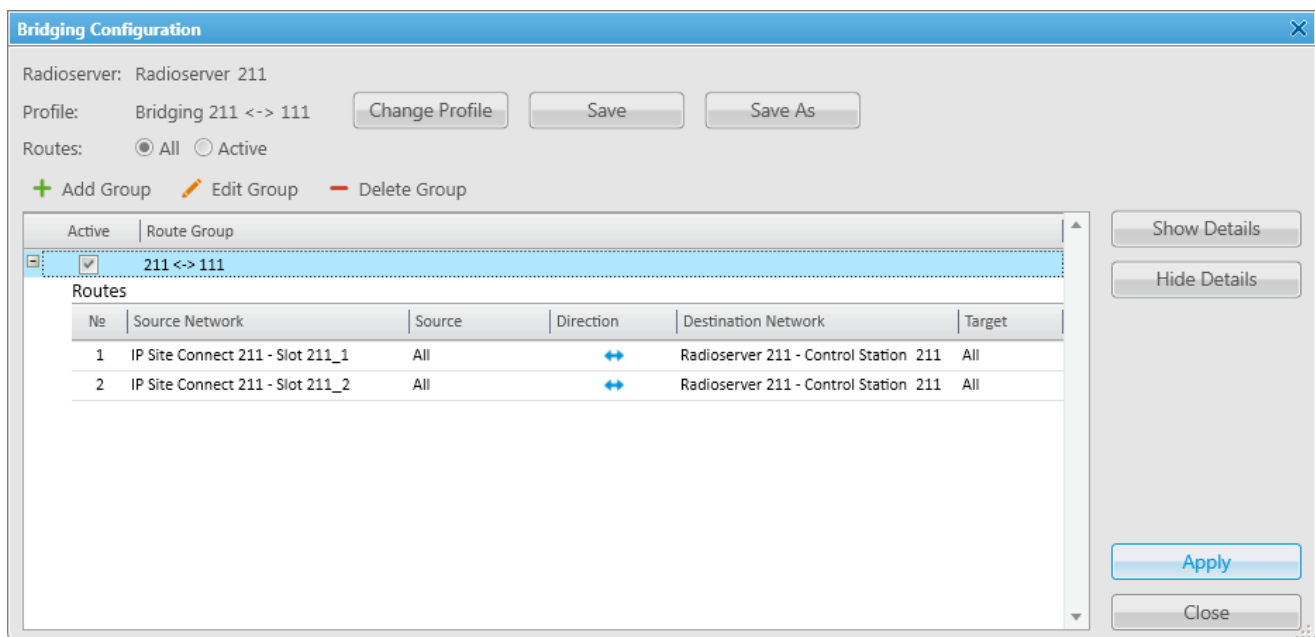 Bridging Configuration
Radioserver: Radioserver 211
Profile: Bridging 211 <-> 111 Change Profile Save Save As
Routes: All Active
Add Group Edit Group Delete Group
Active Route Group Show Details
211 <-> 111
Hide Details
Routes
№ Source Network Source Direction Destination Network Target
1 IP Site Connect 211 - Slot 211_1 All Radioserver 211 - Control Station 211 All
2 IP Site Connect 211 - Slot 211_2 All Radioserver 211 - Control Station 211 All
Apply
Close